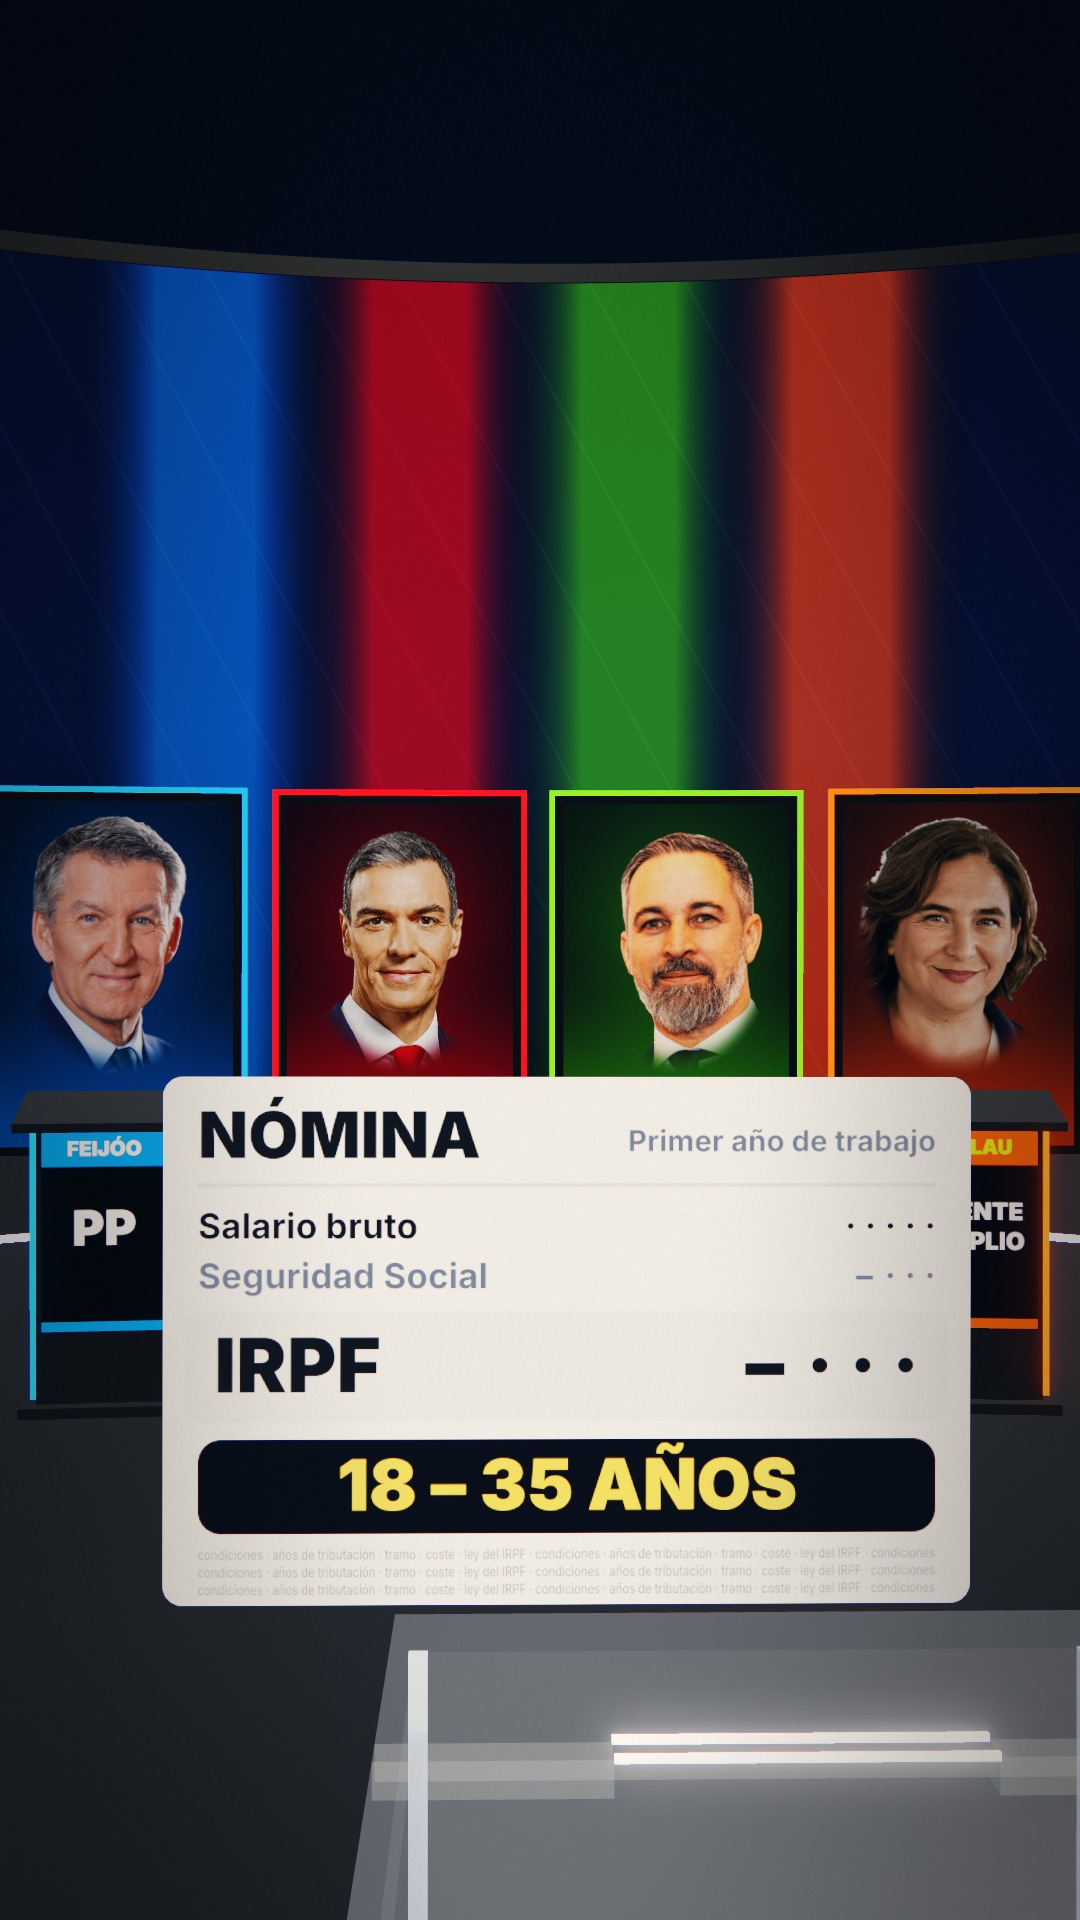 FEIJÓO
PP
LAU
ENTE
PLIO
NÓMINA
Primer año de trabajo
Salario bruto · · · · ·
Seguridad Social – · · ·
IRPF – · · ·
18 – 35 AÑOS
condiciones · años de tributación · tramo · coste · ley del IRPF · condiciones · años de tributación · tramo · coste · ley del IRPF · condiciones
condiciones · años de tributación · tramo · coste · ley del IRPF · condiciones · años de tributación · tramo · coste · ley del IRPF · condiciones
condiciones · años de tributación · tramo · coste · ley del IRPF · condiciones · años de tributación · tramo · coste · ley del IRPF · condiciones